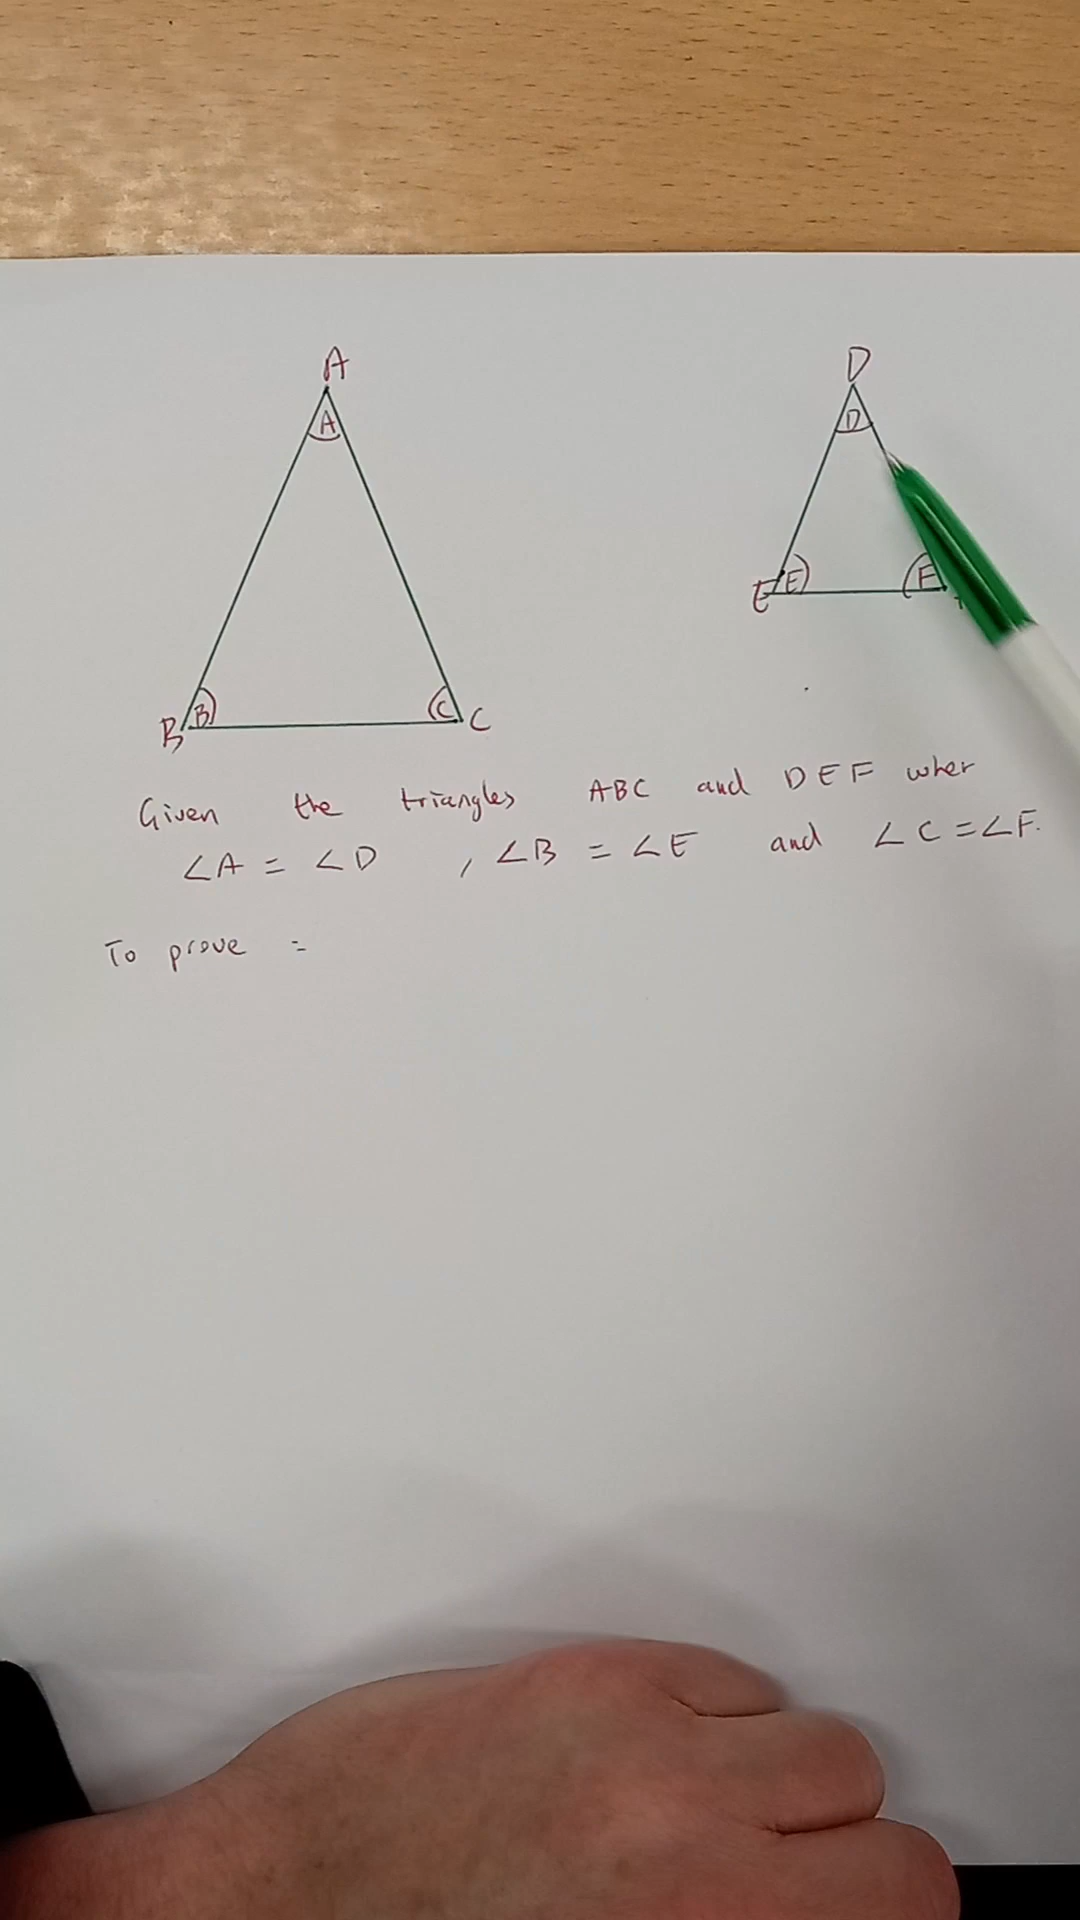 A
D
A
D
E
E
F
B
B
C
C
Given the triangles ABC and DEF wher
∠A = ∠D , ∠B = ∠E and ∠C = ∠F.
To prove =